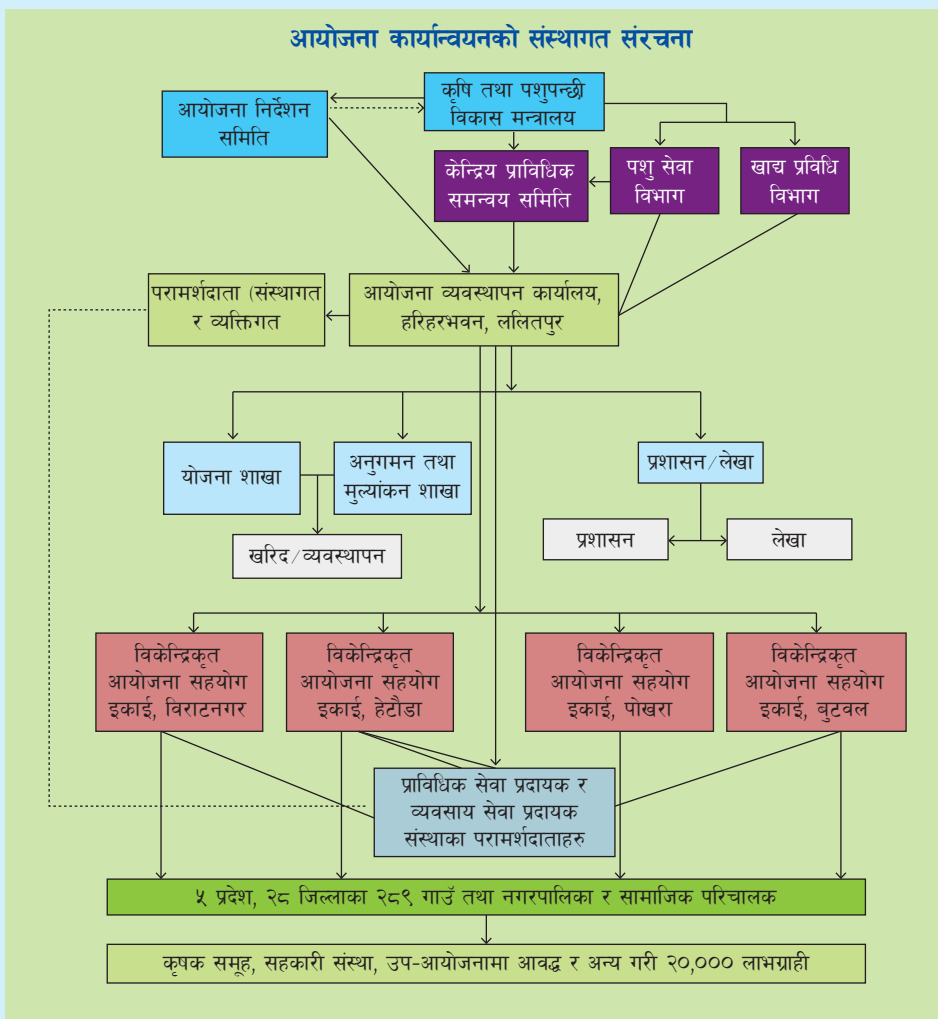 आयोजना कार्यान्वयनको संस्थागत संरचना
कृषि तथा पशुपन्छी
विकास मन्त्रालय
आयोजना निर्देशन
समिति
केन्द्रिय प्राविधिक
समन्वय समिति
पशु सेवा
विभाग
खाद्य प्रविधि
विभाग
परामर्शदाता (संस्थागत
र व्यक्तिगत
आयोजना व्यवस्थापन कार्यालय,
हरिहरभवन, ललितपुर
योजना शाखा
अनुगमन तथा
मुल्यांकन शाखा
प्रशासन/लेखा
खरिद/व्यवस्थापन
प्रशासन
लेखा
विकेन्द्रिकृत
आयोजना सहयोग
इकाई, विराटनगर
विकेन्द्रिकृत
आयोजना सहयोग
इकाई, हेटौडा
विकेन्द्रिकृत
आयोजना सहयोग
इकाई, पोखरा
विकेन्द्रिकृत
आयोजना सहयोग
इकाई, बुटवल
प्राविधिक सेवा प्रदायक र
व्यवसाय सेवा प्रदायक
संस्थाका परामर्शदाताहरु
५ प्रदेश, २८ जिल्लाका २८९ गाउँ तथा नगरपालिका र सामाजिक परिचालक
कृषक समूह, सहकारी संस्था, उप-आयोजनामा आवद्ध र अन्य गरी २०,००० लाभग्राही